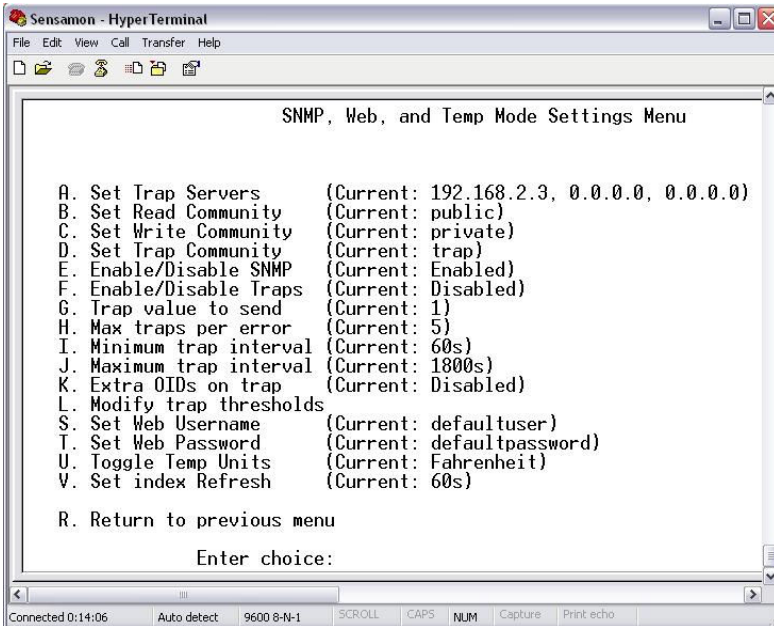 Sensamon - HyperTerminal
File Edit View Call Transfer Help
SNMP, Web, and Temp Mode Settings Menu
A. Set Trap Servers (Current: 192.168.2.3, 0.0.0.0, 0.0.0.0)
B. Set Read Community (Current: public)
C. Set Write Community (Current: private)
D. Set Trap Community (Current: trap)
E. Enable/Disable SNMP (Current: Enabled)
F. Enable/Disable Traps (Current: Disabled)
G. Trap value to send (Current: 1)
H. Max traps per error (Current: 5)
I. Minimum trap interval (Current: 60s)
J. Maximum trap interval (Current: 1800s)
K. Extra OIDs on trap (Current: Disabled)
L. Modify trap thresholds
S. Set Web Username (Current: defaultuser)
T. Set Web Password (Current: defaultpassword)
U. Toggle Temp Units (Current: Fahrenheit)
V. Set index Refresh (Current: 60s)
R. Return to previous menu
Enter choice:
Connected 0:14:06 Auto detect 9600 8-N-1 SCROLL CAPS NUM Capture Print echo